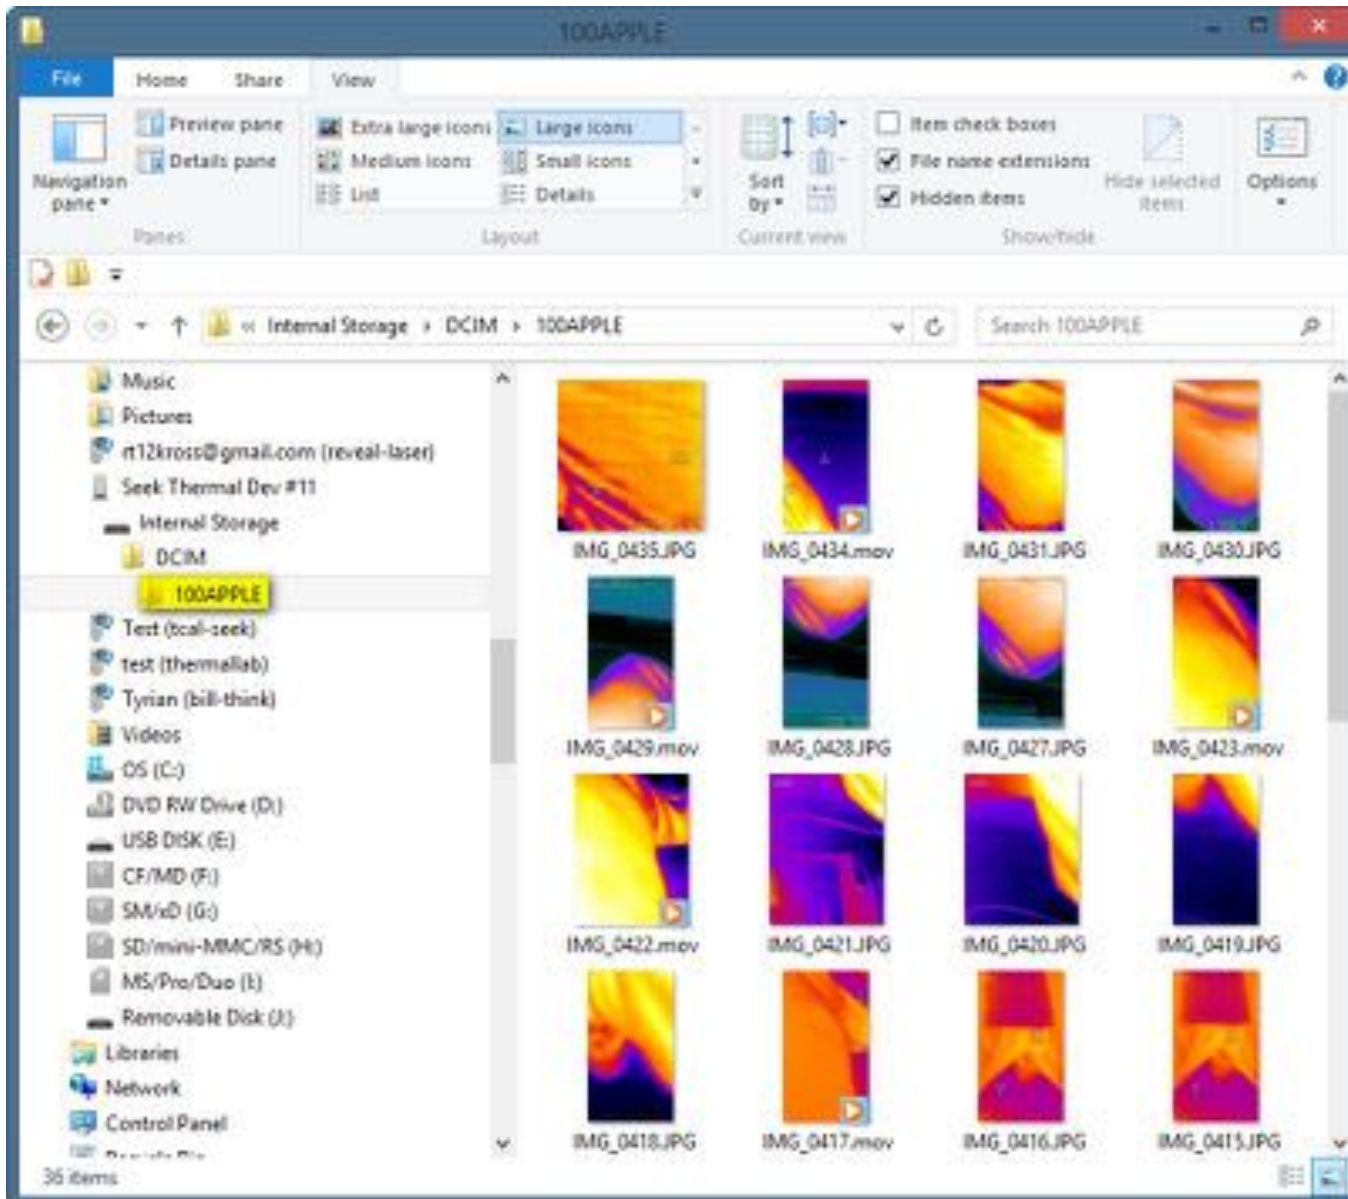 100APPLE
File Home Share View
Preview pane Extra large icons Large icons Item check boxes
Details pane Medium icons Small icons File name extensions
Navigation pane List Details Sort by Hidden items Hide selected items Options
Panes Layout Current view Show/hide
Internal Storage DCIM 100APPLE Search 100APPLE
Music
Pictures
rt12kross@gmail.com (reveal-laser)
Seek Thermal Dev #11
Internal Storage
DCIM
100APPLE
Test (tcal-seek)
test (thermallab)
Tyrian (bill-think)
Videos
OS (C:)
DVD RW Drive (D:)
USB DISK (E:)
CF/MD (F:)
SM/xD (G:)
SD/mini-MMC/RS (H:)
MS/Pro/Duo (I:)
Removable Disk (J:)
Libraries
Network
Control Panel
Recycle Bin
IMG_0435.JPG IMG_0434.mov IMG_0431.JPG IMG_0430.JPG
IMG_0429.mov IMG_0428.JPG IMG_0427.JPG IMG_0423.mov
IMG_0422.mov IMG_0421.JPG IMG_0420.JPG IMG_0419.JPG
IMG_0418.JPG IMG_0417.mov IMG_0416.JPG IMG_0415.JPG
36 items